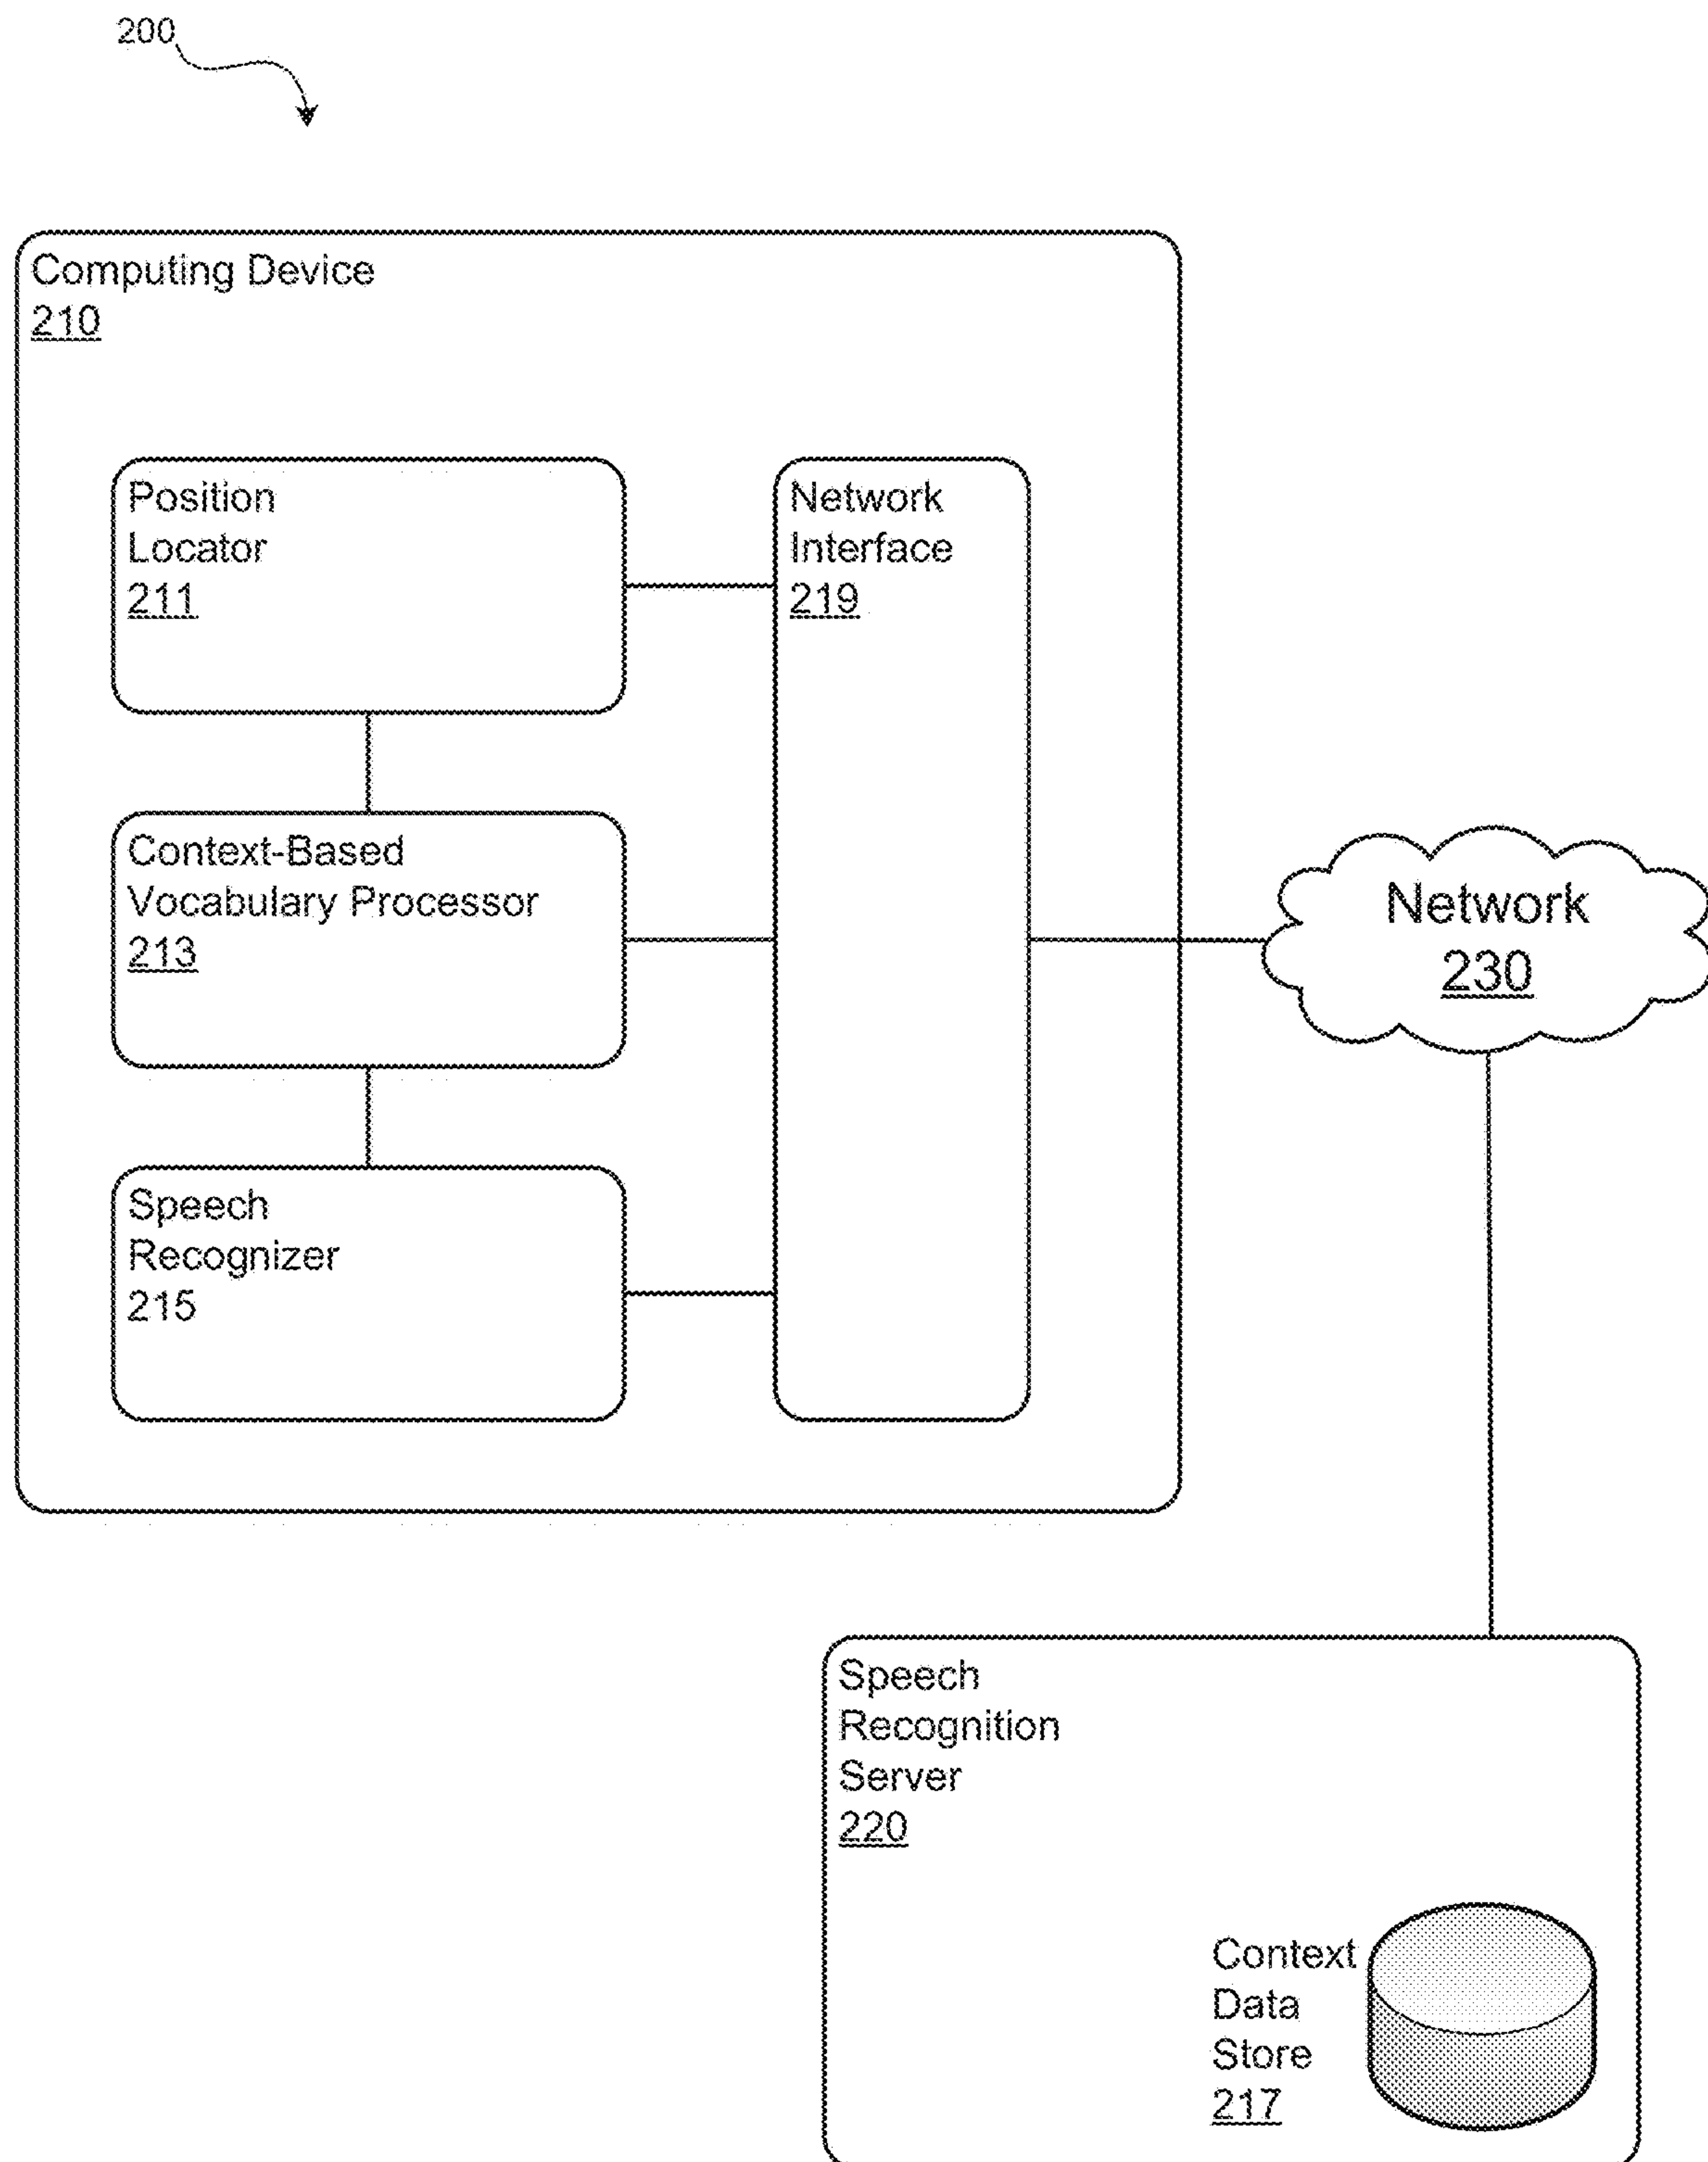 200
Computing Device
210
Position
Locator
211
Network
Interface
219
Context-Based
Vocabulary Processor
213
Network
230
Speech
Recognizer
215
Speech
Recognition
Server
220
Context
Data
Store
217